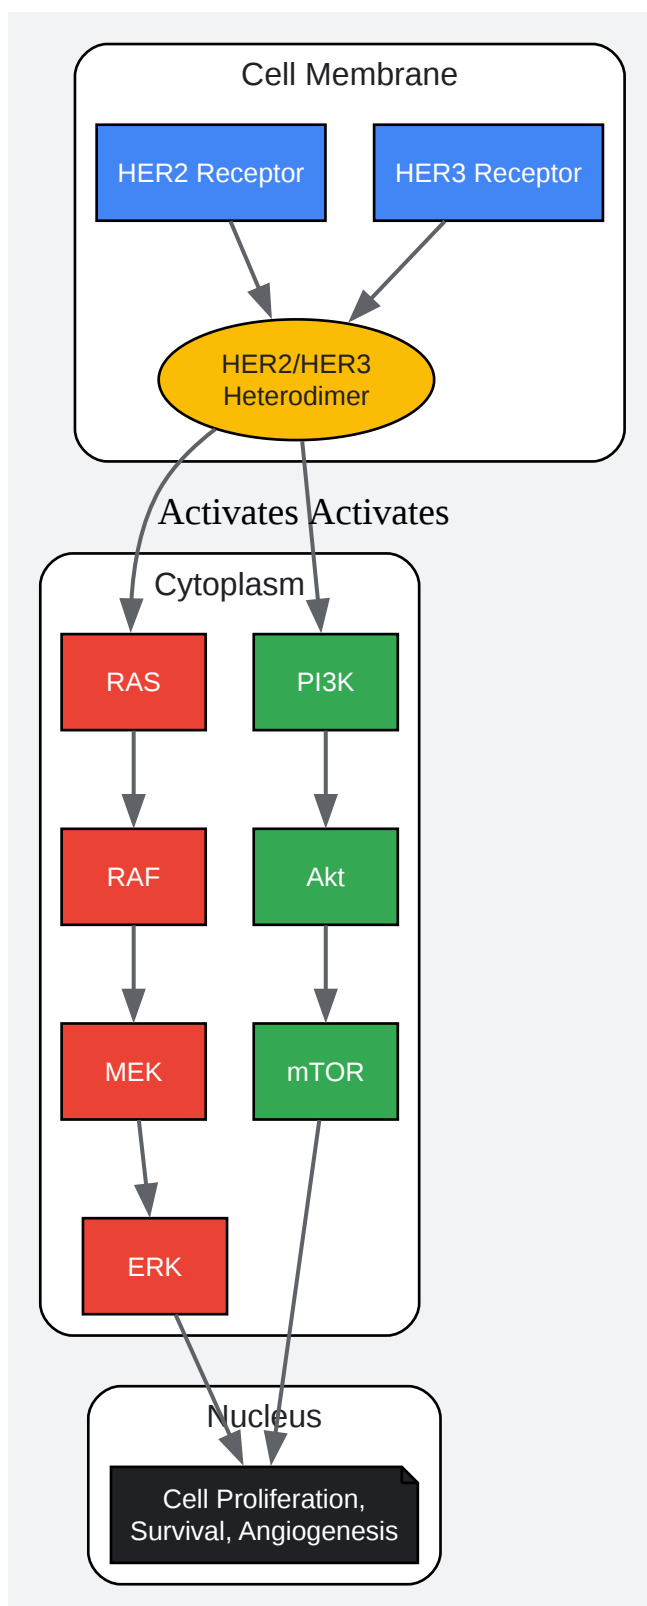 Cell Membrane
HER2 Receptor
HER3 Receptor
HER2/HER3
Heterodimer
Activates
Activates
Cytoplasm
RAS
PI3K
RAF
Akt
MEK
mTOR
ERK
Nucleus
Cell Proliferation,
Survival, Angiogenesis